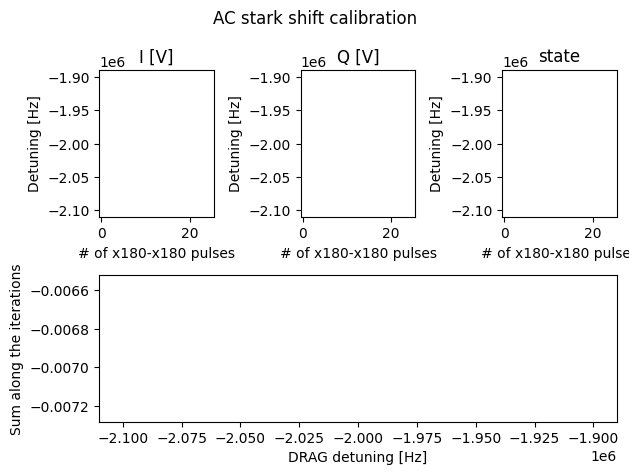 AC stark shift calibration
I [V]
Q [V]
state
1e6
1e6
1e6
Detuning [Hz]
−1.90
−1.95
−2.00
−2.05
−2.10
0
20
# of x180-x180 pulses
Detuning [Hz]
−1.90
−1.95
−2.00
−2.05
−2.10
0
20
# of x180-x180 pulses
Detuning [Hz]
−1.90
−1.95
−2.00
−2.05
−2.10
0
20
# of x180-x180 pulse
Sum along the iterations
−0.0066
−0.0068
−0.0070
−0.0072
−2.100 −2.075 −2.050 −2.025 −2.000 −1.975 −1.950 −1.925 −1.900
1e6
DRAG detuning [Hz]